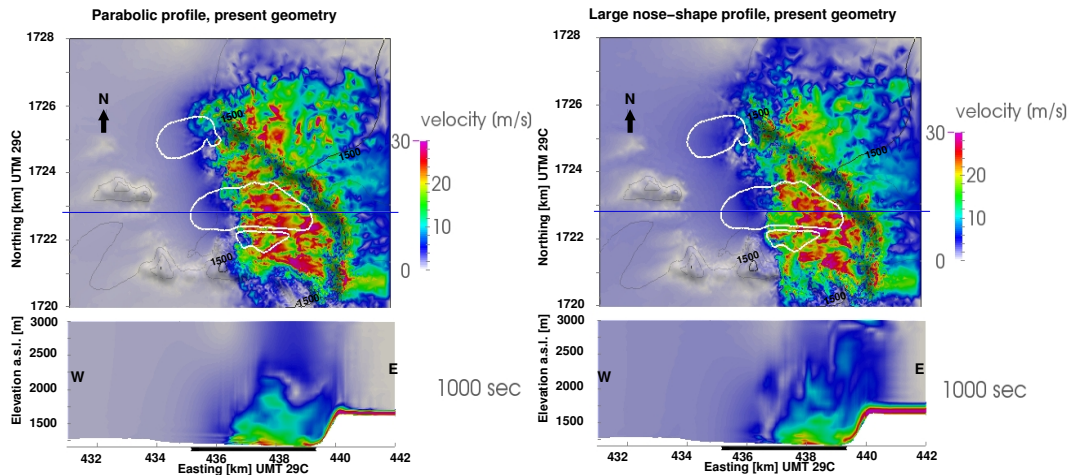 Parabolic profile, present geometry
1728
1726
1724
1722
1720
Northing [km] UTM 29C
N
1500
1500
1500
1500
velocity (m/s)
30
20
10
0
3000
2500
2000
1500
Elevation a.s.l. [m]
W
E
1000 sec
432
434
436
438
440
442
Easting [km] UMT 29C
Large nose-shape profile, present geometry
1728
1726
1724
1722
1720
Northing [km] UTM 29C
N
1500
1500
1500
1500
velocity (m/s)
30
20
10
0
3000
2500
2000
1500
Elevation a.s.l. [m]
W
E
1000 sec
432
434
436
438
440
442
Easting [km] UMT 29C